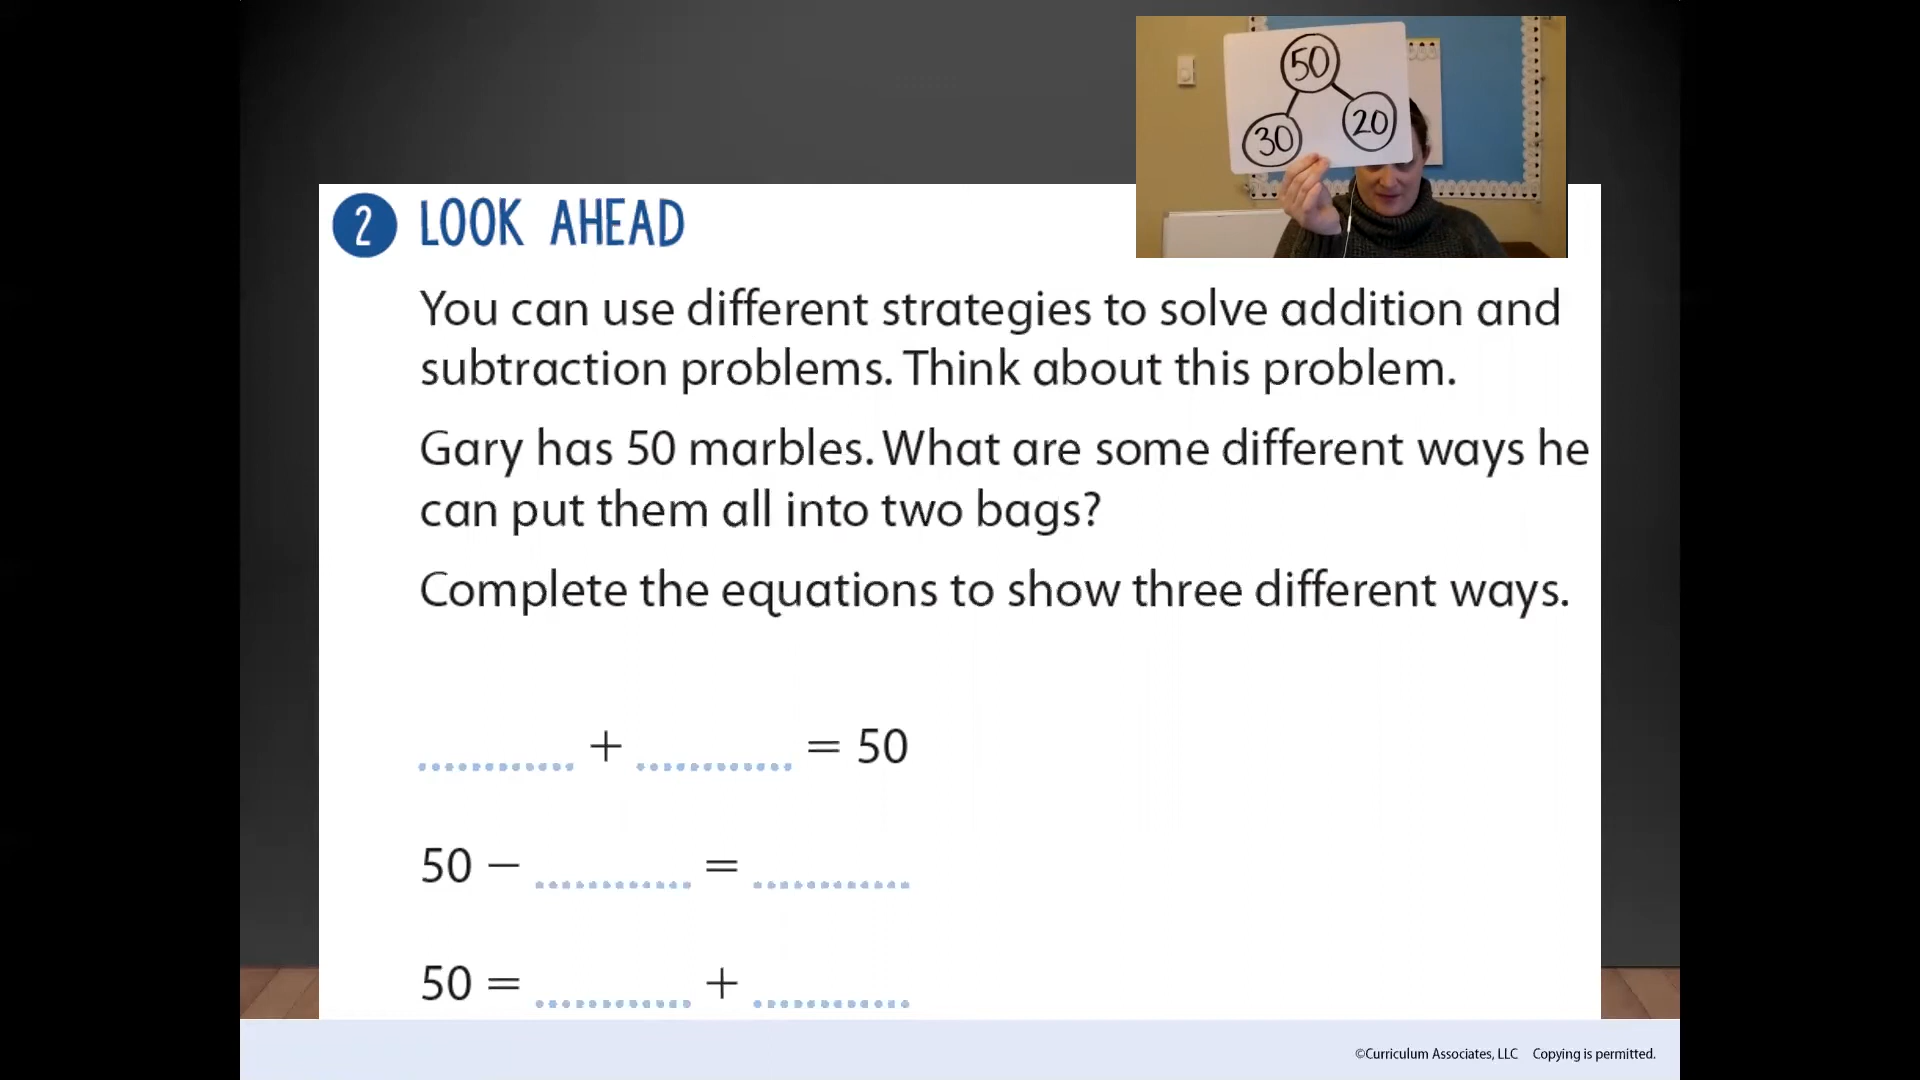 50
30
20
2 LOOK AHEAD
You can use different strategies to solve addition and
subtraction problems. Think about this problem.
Gary has 50 marbles. What are some different ways he
can put them all into two bags?
Complete the equations to show three different ways.
.......... + .......... = 50
50 − .......... = ..........
50 = .......... + ..........
©Curriculum Associates, LLC Copying is permitted.